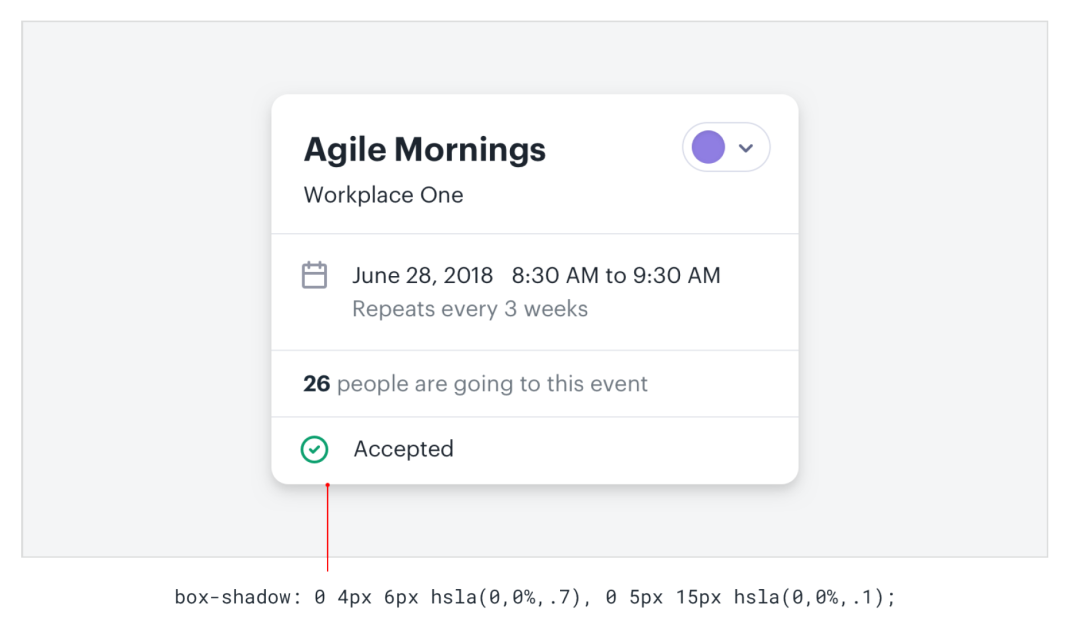 Agile Mornings
Workplace One
June 28, 2018 8:30 AM to 9:30 AM
Repeats every 3 weeks
26 people are going to this event
Accepted
box-shadow: 0 4px 6px hsla(0,0%,.7), 0 5px 15px hsla(0,0%,.1);